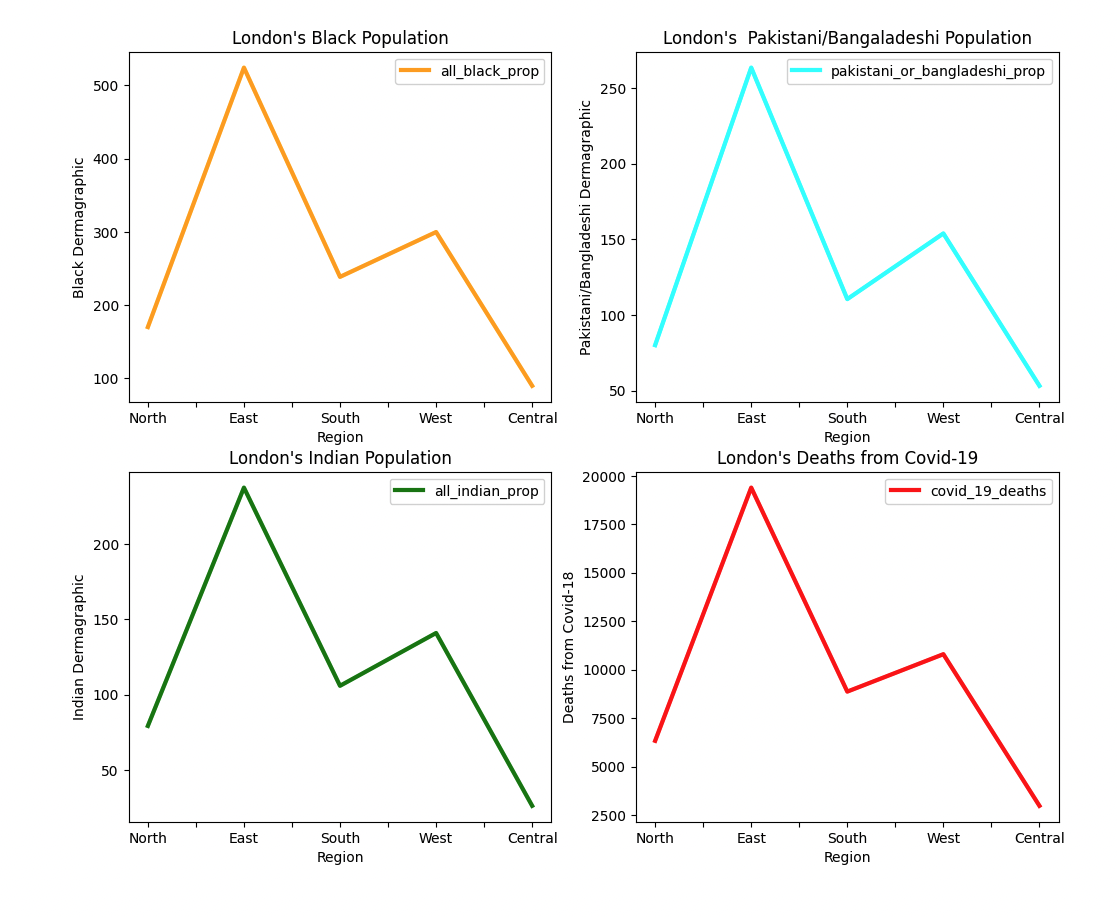 London's Black Population
all_black_prop
500
400
300
200
100
Black Dermagraphic
North East South West Central
Region
London's  Pakistani/Bangaladeshi Population
pakistani_or_bangladeshi_prop
250
200
150
100
50
Pakistani/Bangladeshi Dermagraphic
North East South West Central
Region
London's Indian Population
all_indian_prop
200
150
100
50
Indian Dermagraphic
North East South West Central
Region
London's Deaths from Covid-19
covid_19_deaths
20000
17500
15000
12500
10000
7500
5000
2500
Deaths from Covid-18
North East South West Central
Region